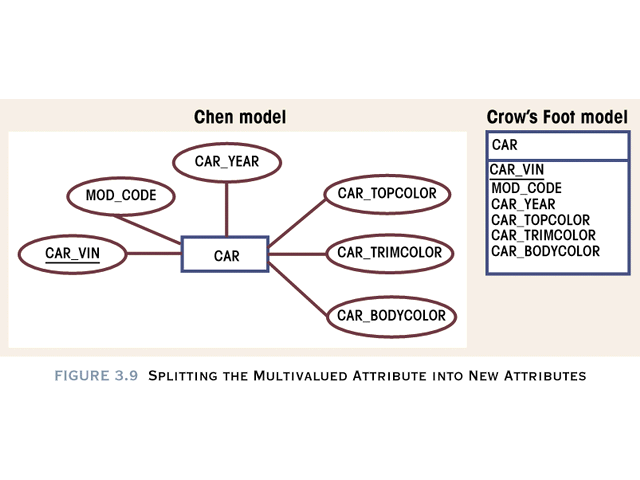 Chen model
CAR_YEAR
MOD_CODE
CAR_VIN
CAR
CAR_TOPCOLOR
CAR_TRIMCOLOR
CAR_BODYCOLOR
Crow's Foot model
CAR
CAR_VIN
MOD_CODE
CAR_YEAR
CAR_TOPCOLOR
CAR_TRIMCOLOR
CAR_BODYCOLOR
FIGURE 3.9 SPLITTING THE MULTIVALUED ATTRIBUTE INTO NEW ATTRIBUTES